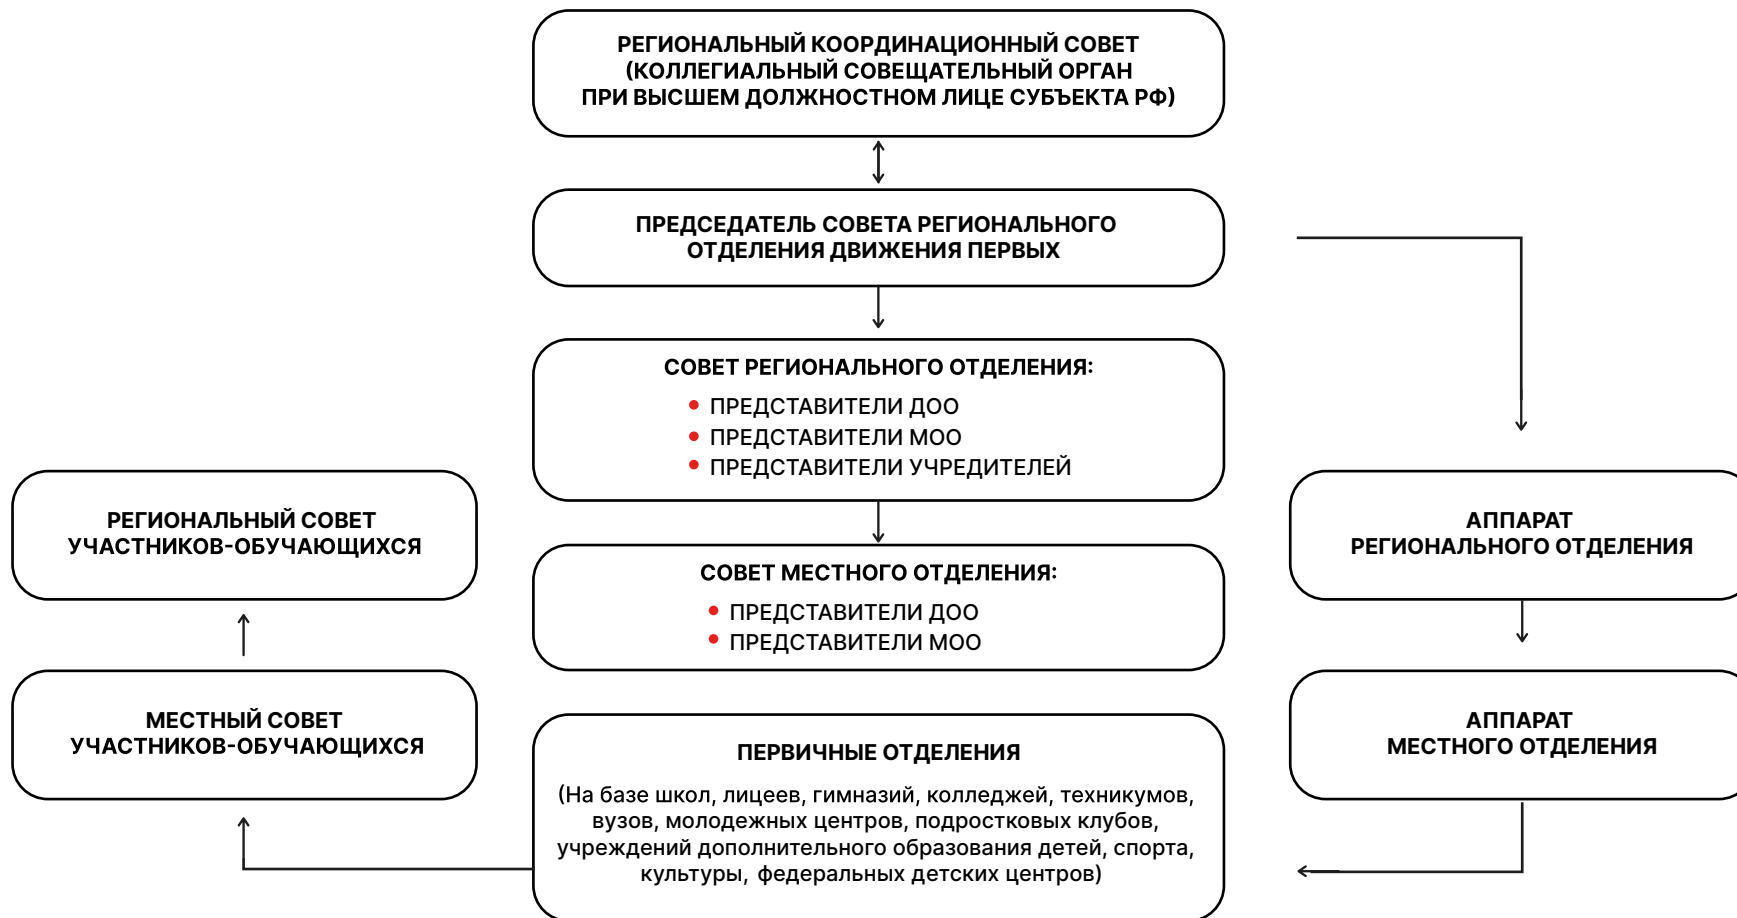 РЕГИОНАЛЬНЫЙ КООРДИНАЦИОННЫЙ СОВЕТ
(КОЛЛЕГИАЛЬНЫЙ СОВЕЩАТЕЛЬНЫЙ ОРГАН
ПРИ ВЫСШЕМ ДОЛЖНОСТНОМ ЛИЦЕ СУБЪЕКТА РФ)
ПРЕДСЕДАТЕЛЬ СОВЕТА РЕГИОНАЛЬНОГО
ОТДЕЛЕНИЯ ДВИЖЕНИЯ ПЕРВЫХ
СОВЕТ РЕГИОНАЛЬНОГО ОТДЕЛЕНИЯ:
• ПРЕДСТАВИТЕЛИ ДОО
• ПРЕДСТАВИТЕЛИ МОО
• ПРЕДСТАВИТЕЛИ УЧРЕДИТЕЛЕЙ
РЕГИОНАЛЬНЫЙ СОВЕТ
УЧАСТНИКОВ-ОБУЧАЮЩИХСЯ
АППАРАТ
РЕГИОНАЛЬНОГО ОТДЕЛЕНИЯ
СОВЕТ МЕСТНОГО ОТДЕЛЕНИЯ:
• ПРЕДСТАВИТЕЛИ ДОО
• ПРЕДСТАВИТЕЛИ МОО
МЕСТНЫЙ СОВЕТ
УЧАСТНИКОВ-ОБУЧАЮЩИХСЯ
АППАРАТ
МЕСТНОГО ОТДЕЛЕНИЯ
ПЕРВИЧНЫЕ ОТДЕЛЕНИЯ
(На базе школ, лицеев, гимназий, колледжей, техникумов,
вузов, молодежных центров, подростковых клубов,
учреждений дополнительного образования детей, спорта,
культуры, федеральных детских центров)